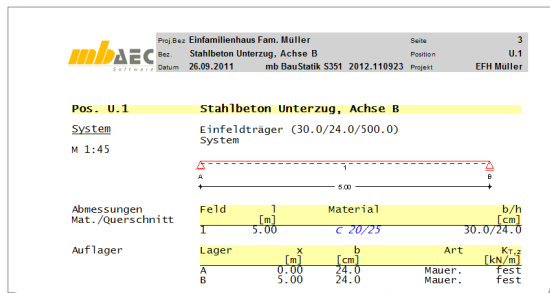 mbAEC Software
Proj.Bez Einfamilienhaus Fam. Müller Seite 3
Bez. Stahlbeton Unterzug, Achse B Position U.1
Datum 26.09.2011 mb BauStatik S351 2012.110923 Projekt EFH Müller
Pos. U.1 Stahlbeton Unterzug, Achse B
System Einfeldträger (30.0/24.0/500.0)
System
M 1:45
1
A B
5.00
Abmessungen Feld l Material b/h
Mat./Querschnitt [m] [cm]
1 5.00 C 20/25 30.0/24.0
Auflager Lager x b Art KT,z
[m] [cm] [kN/m]
A 0.00 24.0 Mauer. fest
B 5.00 24.0 Mauer. fest